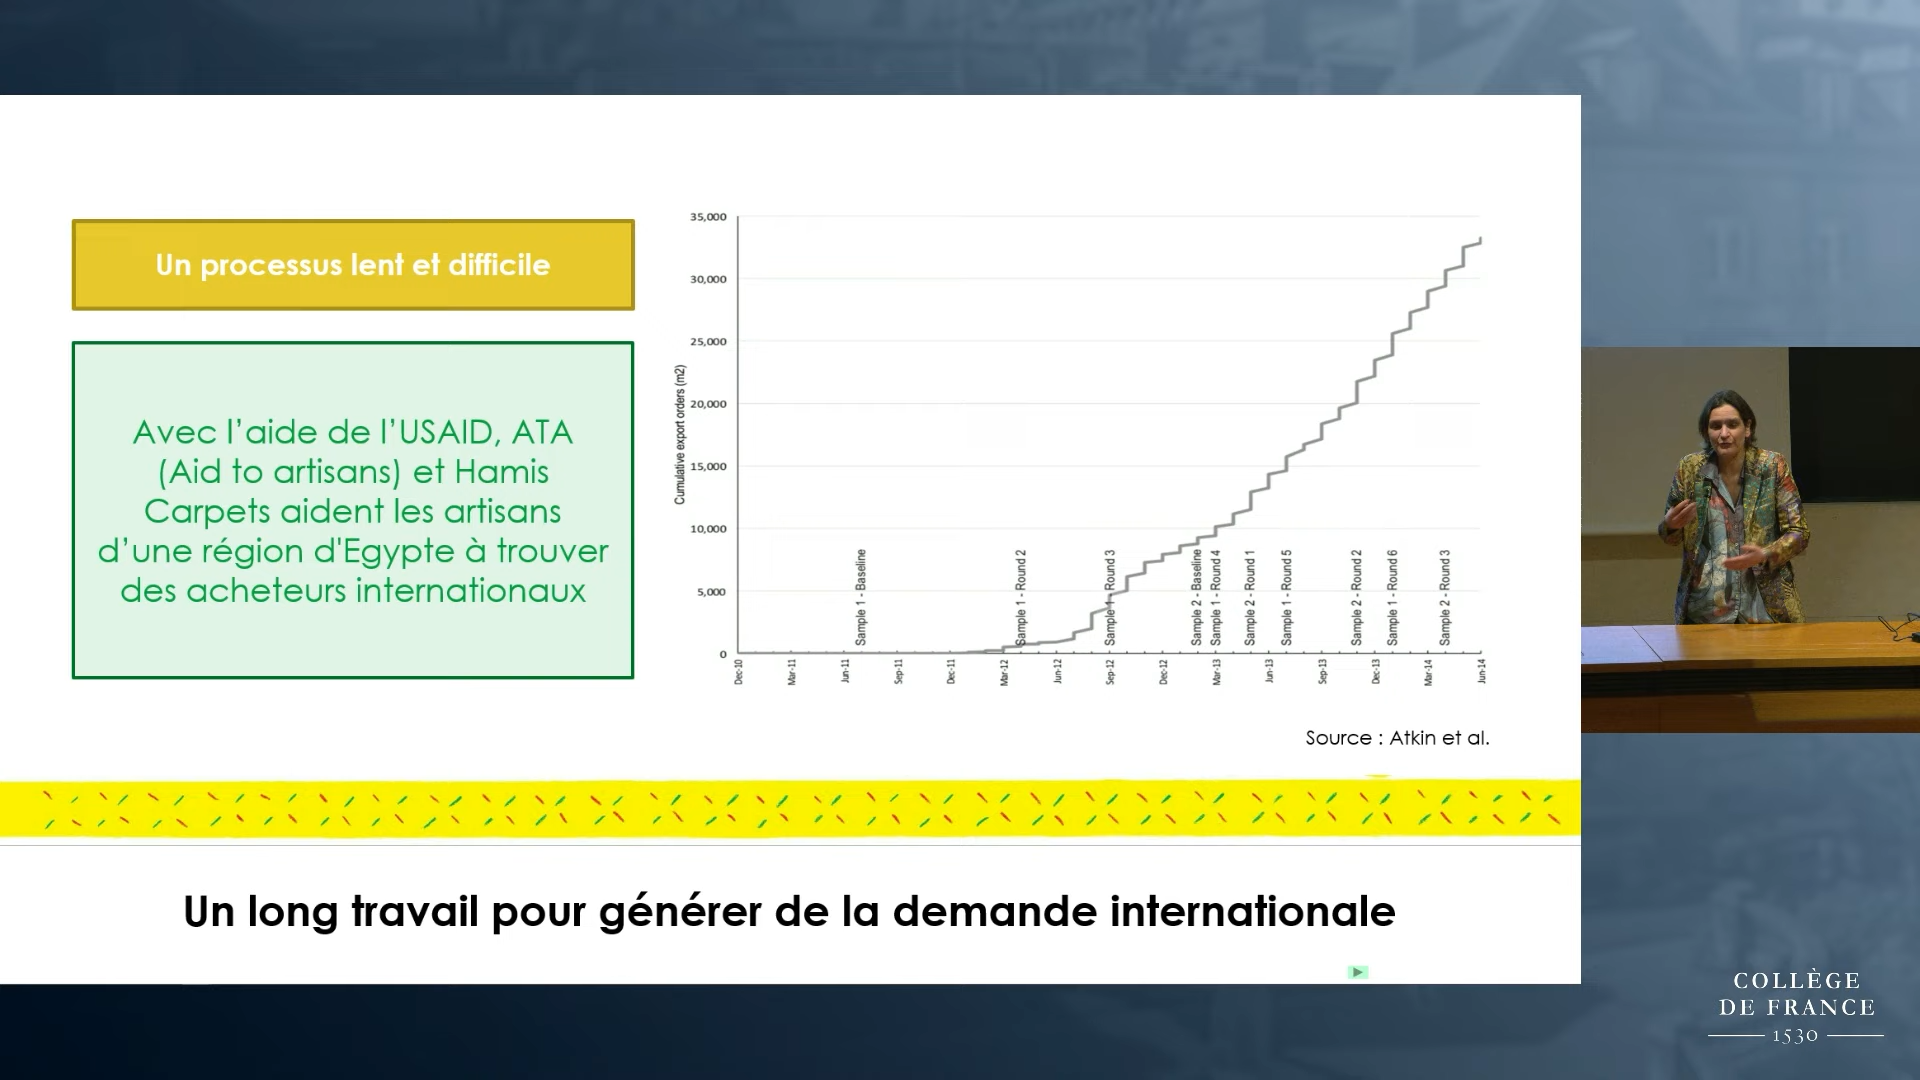 Un processus lent et difficile
Avec l’aide de l’USAID, ATA
(Aid to artisans) et Hamis
Carpets aident les artisans
d’une région d'Egypte à trouver
des acheteurs internationaux
Cumulative export orders (m2)
35,000
30,000
25,000
20,000
15,000
10,000
5,000
0
Sample 1 - Baseline
Sample 1 - Round 2
Sample 1 - Round 3
Sample 2 - Baseline
Sample 1 - Round 4
Sample 2 - Round 1
Sample 1 - Round 5
Sample 2 - Round 2
Sample 1 - Round 6
Sample 2 - Round 3
Dec-10
Mar-11
Jun-11
Sep-11
Dec-11
Mar-12
Jun-12
Sep-12
Dec-12
Mar-13
Jun-13
Sep-13
Dec-13
Mar-14
Jun-14
Source : Atkin et al.
Un long travail pour générer de la demande internationale
COLLÈGE
DE FRANCE
1530